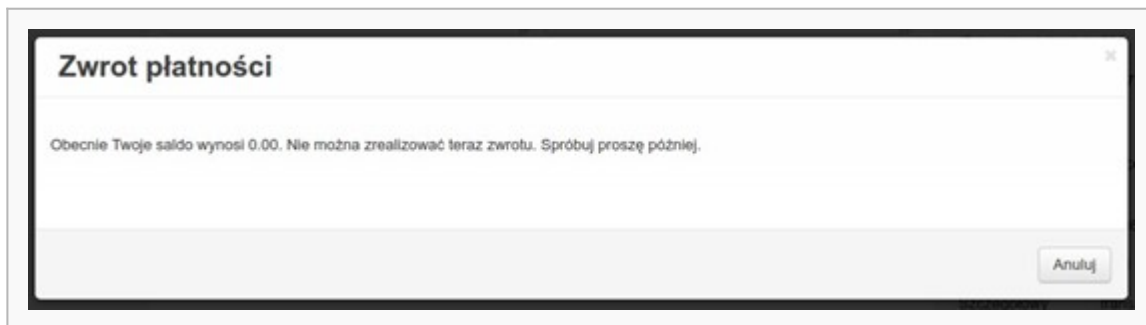 Zwrot płatności
Obecnie Twoje saldo wynosi 0.00. Nie można zrealizować teraz zwrotu. Spróbuj proszę później.
Anuluj